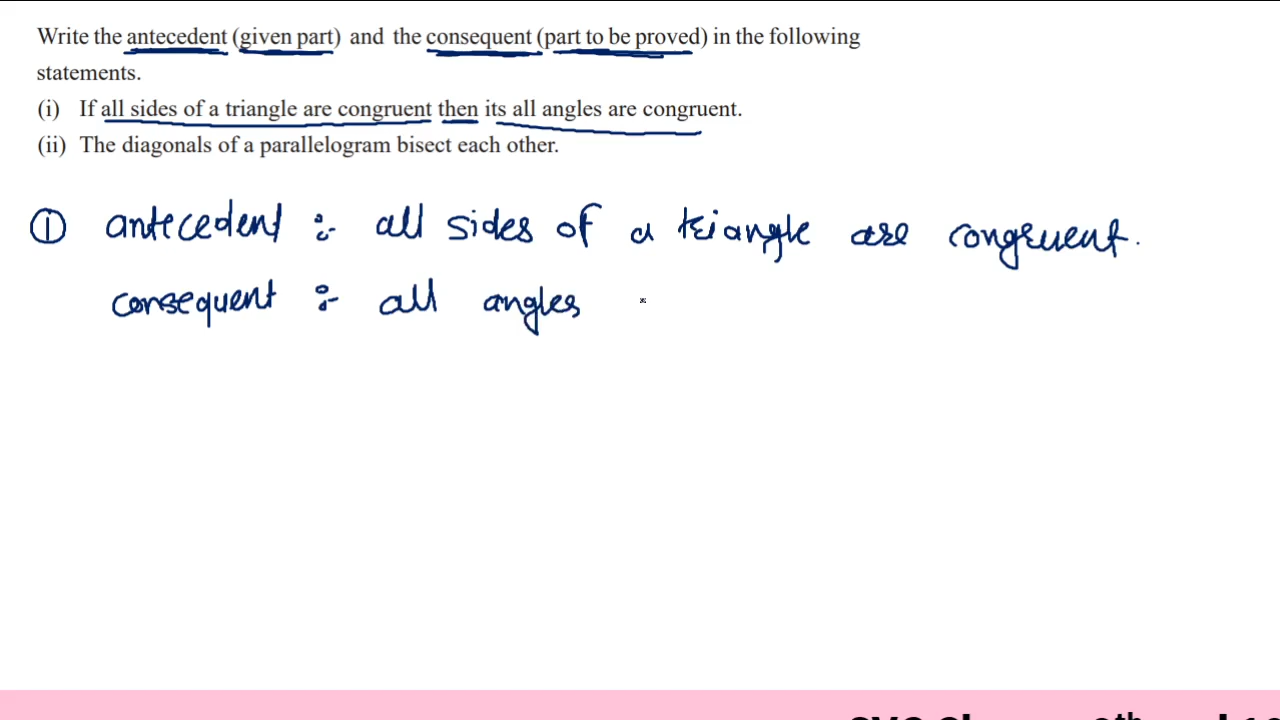 Write the antecedent (given part) and the consequent (part to be proved) in the following
statements.
(i) If all sides of a triangle are congruent then its all angles are congruent.
(ii) The diagonals of a parallelogram bisect each other.
① antecedent :- all sides of a triangle are congruent.
consequent :- all angles